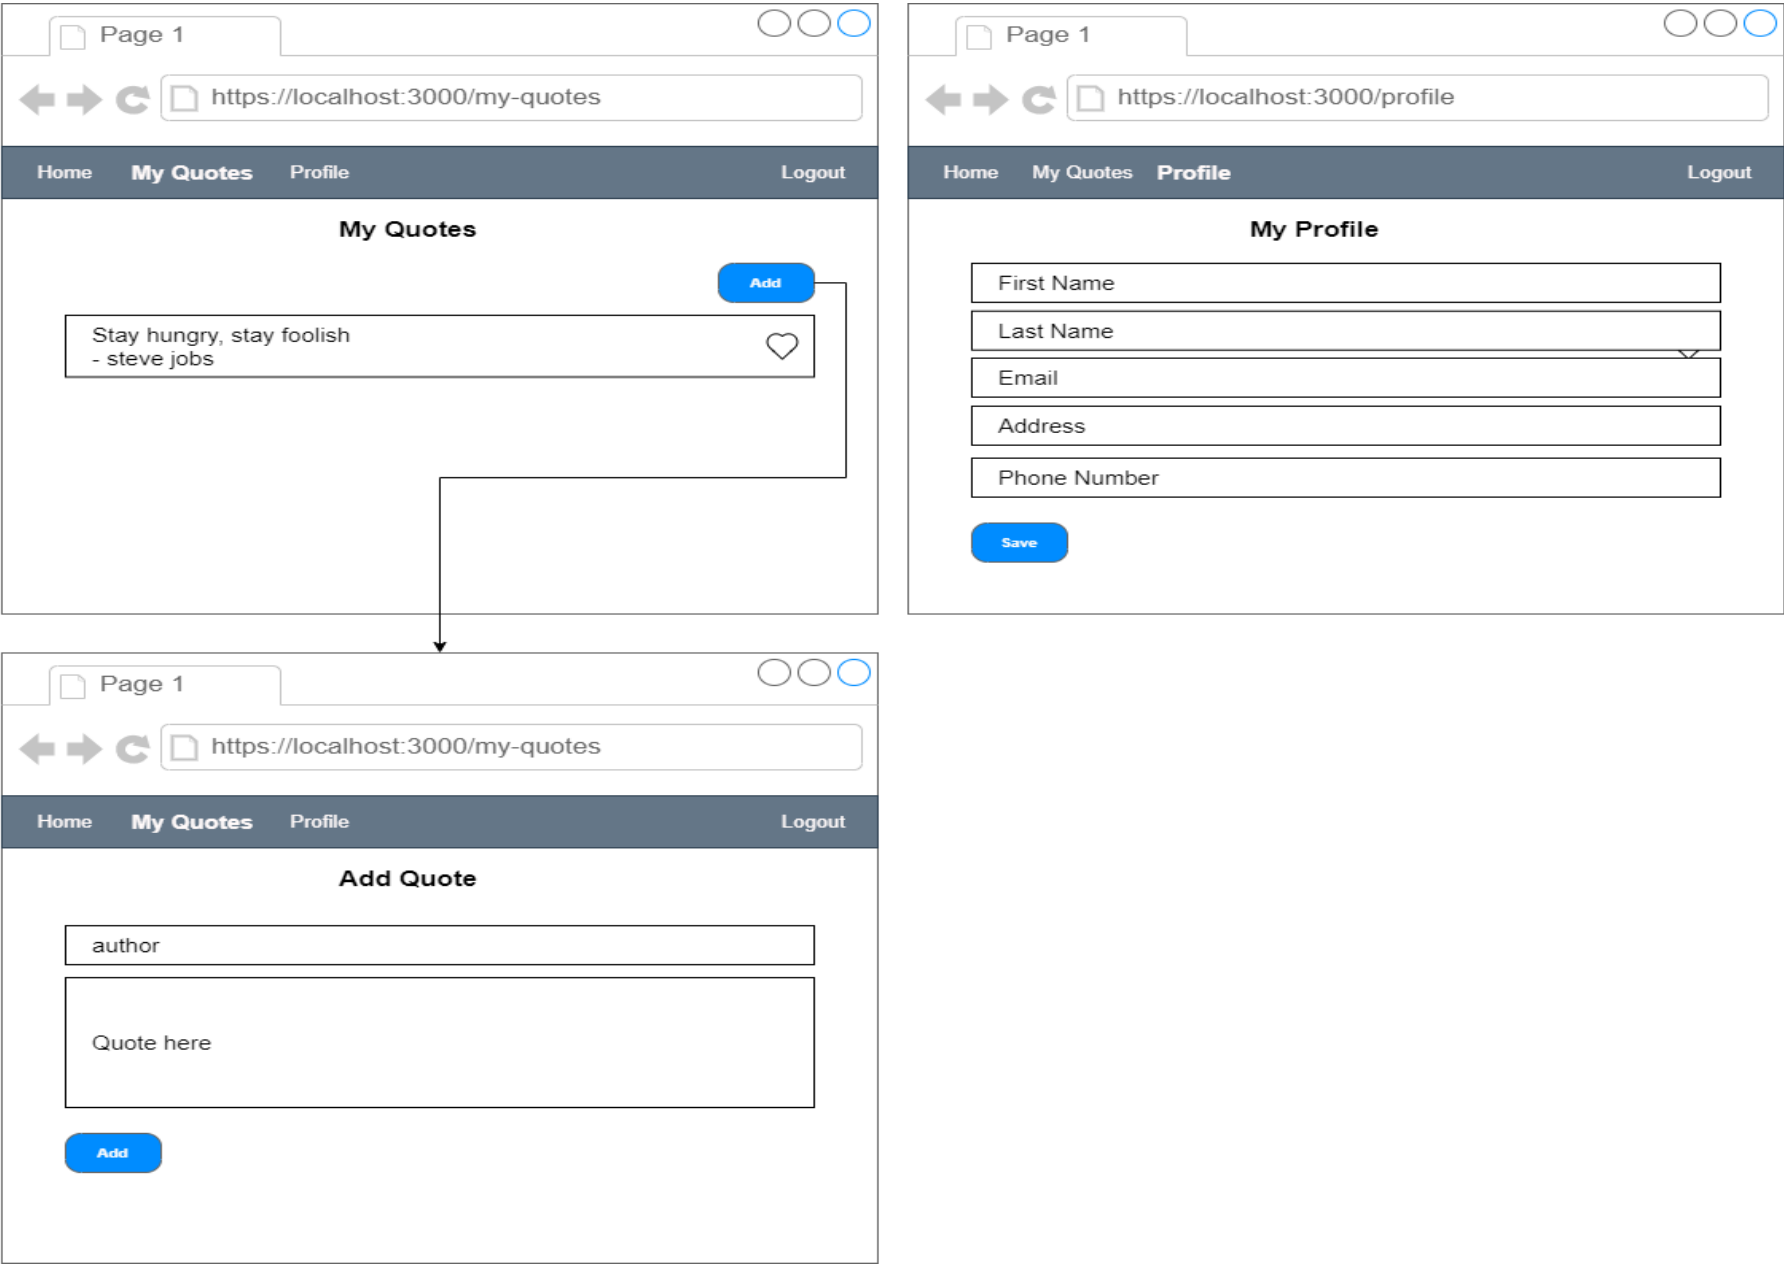 Page 1
https://localhost:3000/my-quotes
Home My Quotes Profile Logout
My Quotes
Add
Stay hungry, stay foolish
- steve jobs
Page 1
https://localhost:3000/profile
Home My Quotes Profile Logout
My Profile
First Name
Last Name
Email
Address
Phone Number
Save
Page 1
https://localhost:3000/my-quotes
Home My Quotes Profile Logout
Add Quote
author
Quote here
Add